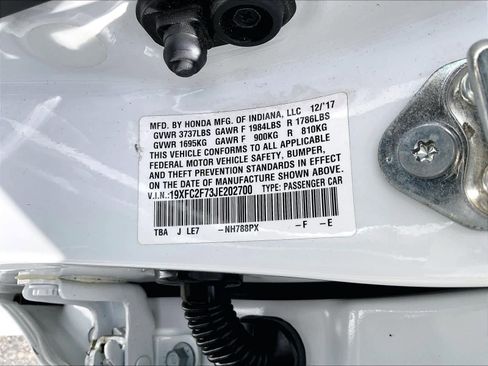 MFD. BY HONDA MFG. OF INDIANA, LLC 12/'17
GVWR 3737LBS GAWR F 1984LBS R 1786LBS
GVWR 1695KG GAWR F 900KG R 810KG
THIS VEHICLE CONFORMS TO ALL APPLICABLE
FEDERAL MOTOR VEHICLE SAFETY, BUMPER,
AND THEFT PREVENTION STANDARDS IN EFFECT
ON THE DATE OF MANUFACTURE SHOWN ABOVE.
V.I.N.: 19XFC2F73JE202700 TYPE: PASSENGER CAR
TBA J LE7 -NH788PX -F -E